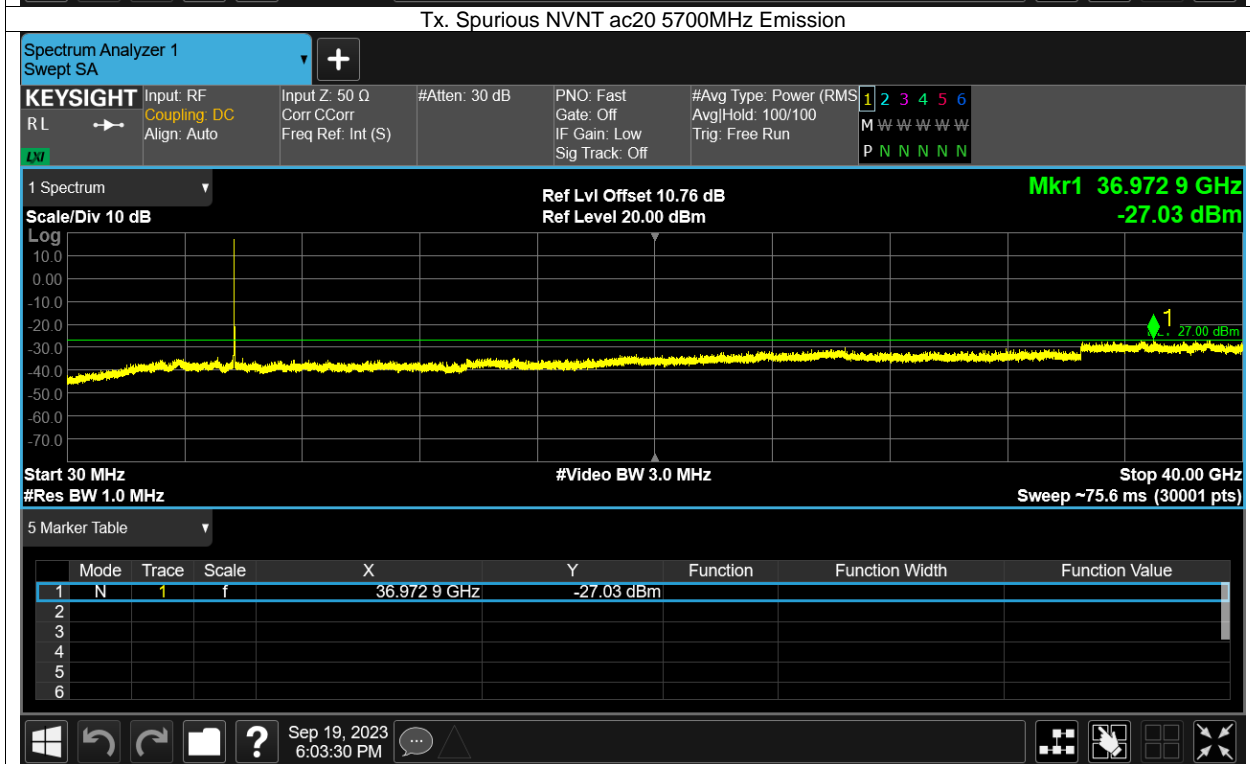 Tx. Spurious NVNT ac20 5700MHz Emission
Spectrum Analyzer 1
Swept SA
+
KEYSIGHT
RL
LXI
Input: RF
Coupling: DC
Align: Auto
Input Z: 50 Ω
Corr CCorr
Freq Ref: Int (S)
#Atten: 30 dB
PNO: Fast
Gate: Off
IF Gain: Low
Sig Track: Off
#Avg Type: Power (RMS
Avg|Hold: 100/100
Trig: Free Run
1 2 3 4 5 6
M W W W W W
P N N N N N
1 Spectrum
Scale/Div 10 dB
Ref Lvl Offset 10.76 dB
Ref Level 20.00 dBm
Mkr1 36.972 9 GHz
-27.03 dBm
Log
10.0
0.00
-10.0
-20.0
-30.0
-40.0
-50.0
-60.0
-70.0
1
27.00 dBm
Start 30 MHz
#Video BW 3.0 MHz
Stop 40.00 GHz
#Res BW 1.0 MHz
Sweep ~75.6 ms (30001 pts)
5 Marker Table
Mode Trace Scale X Y Function Function Width Function Value
1 N 1 f 36.972 9 GHz -27.03 dBm
2
3
4
5
6
?
Sep 19, 2023
6:03:30 PM